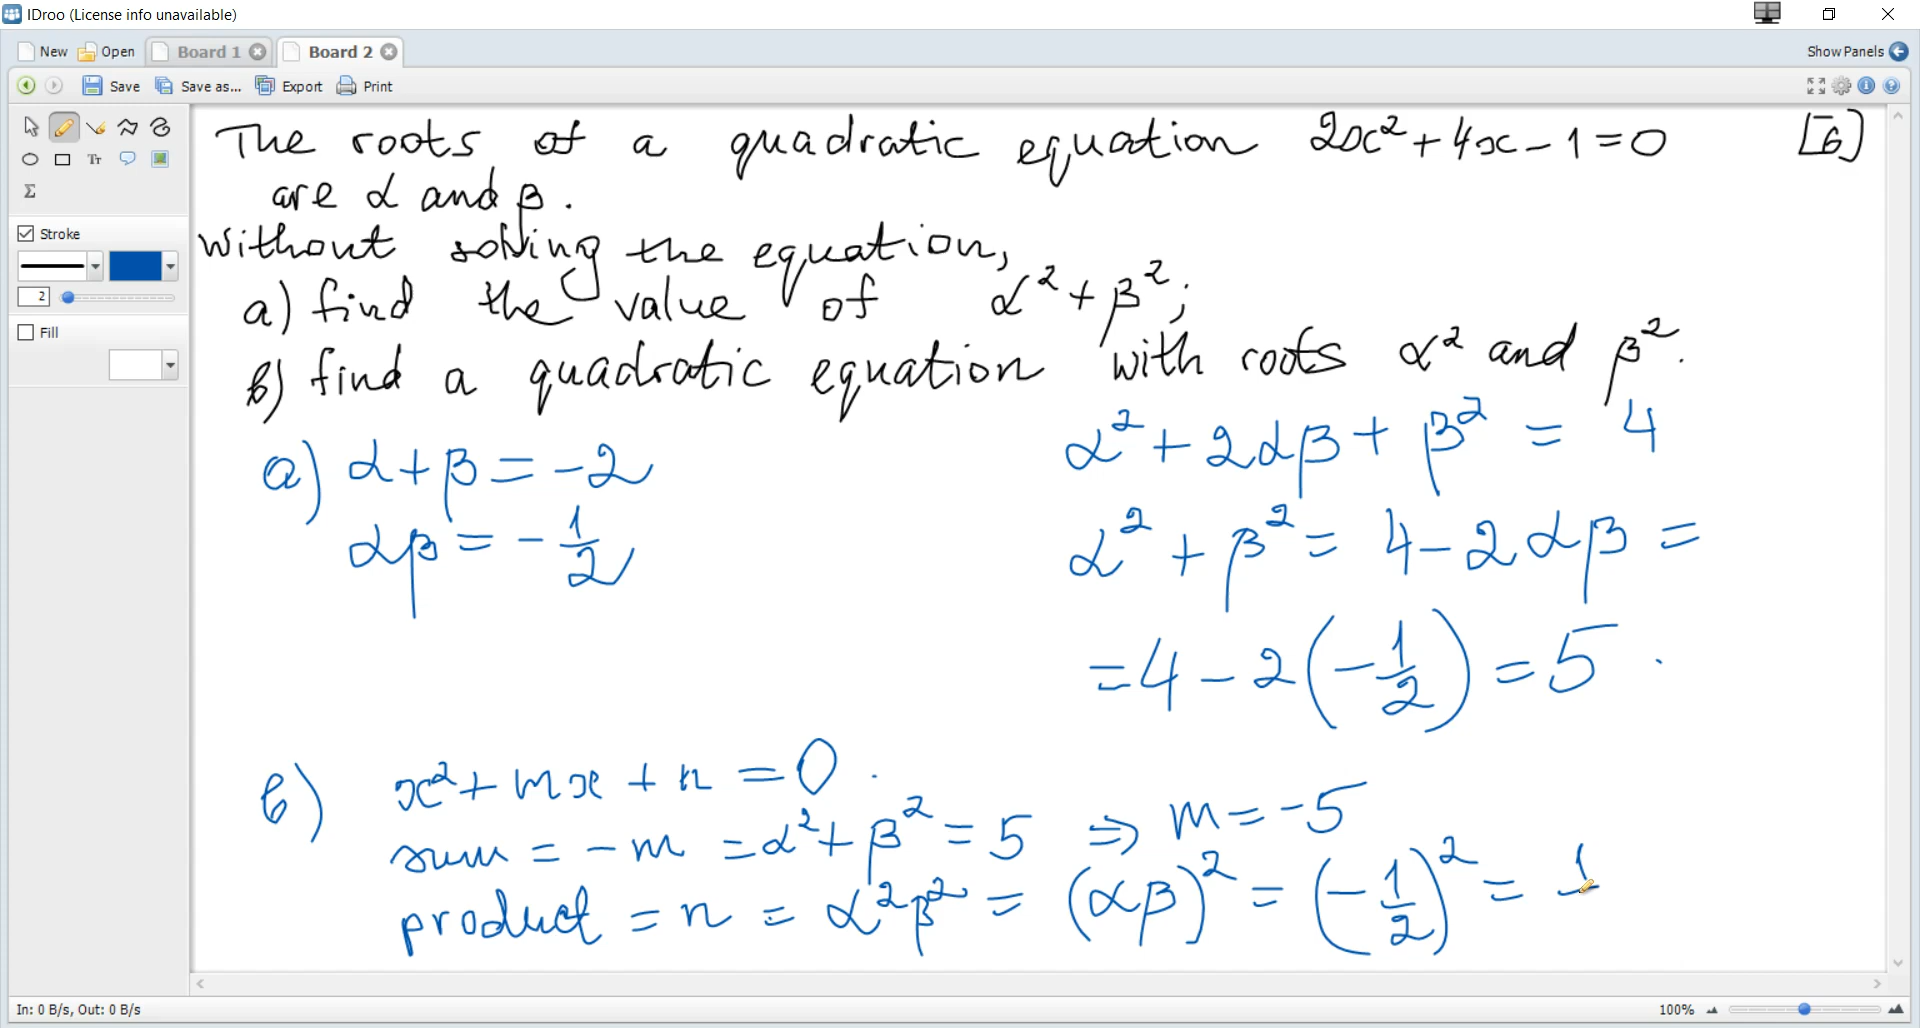 IDroo (License info unavailable)
New Open Board 1 Board 2 Show Panels
Save Save as... Export Print
Tт
Σ
Stroke
2
Fill
The roots of a quadratic equation 2x² + 4x - 1 = 0 [6]
are α and β.
Without solving the equation,
a) find the value of α² + β²;
b) find a quadratic equation with roots α² and β².
a) α + β = -2
αβ = - 1/2
α² + 2αβ + β² = 4
α² + β² = 4 - 2αβ =
= 4 - 2(-1/2) = 5 .
b) x² + mx + n = 0 .
sum = - m = α² + β² = 5 ⇒ m = -5
product = n = α²β² = (αβ)² = (-1/2)² = 1
In: 0 B/s, Out: 0 B/s 100%